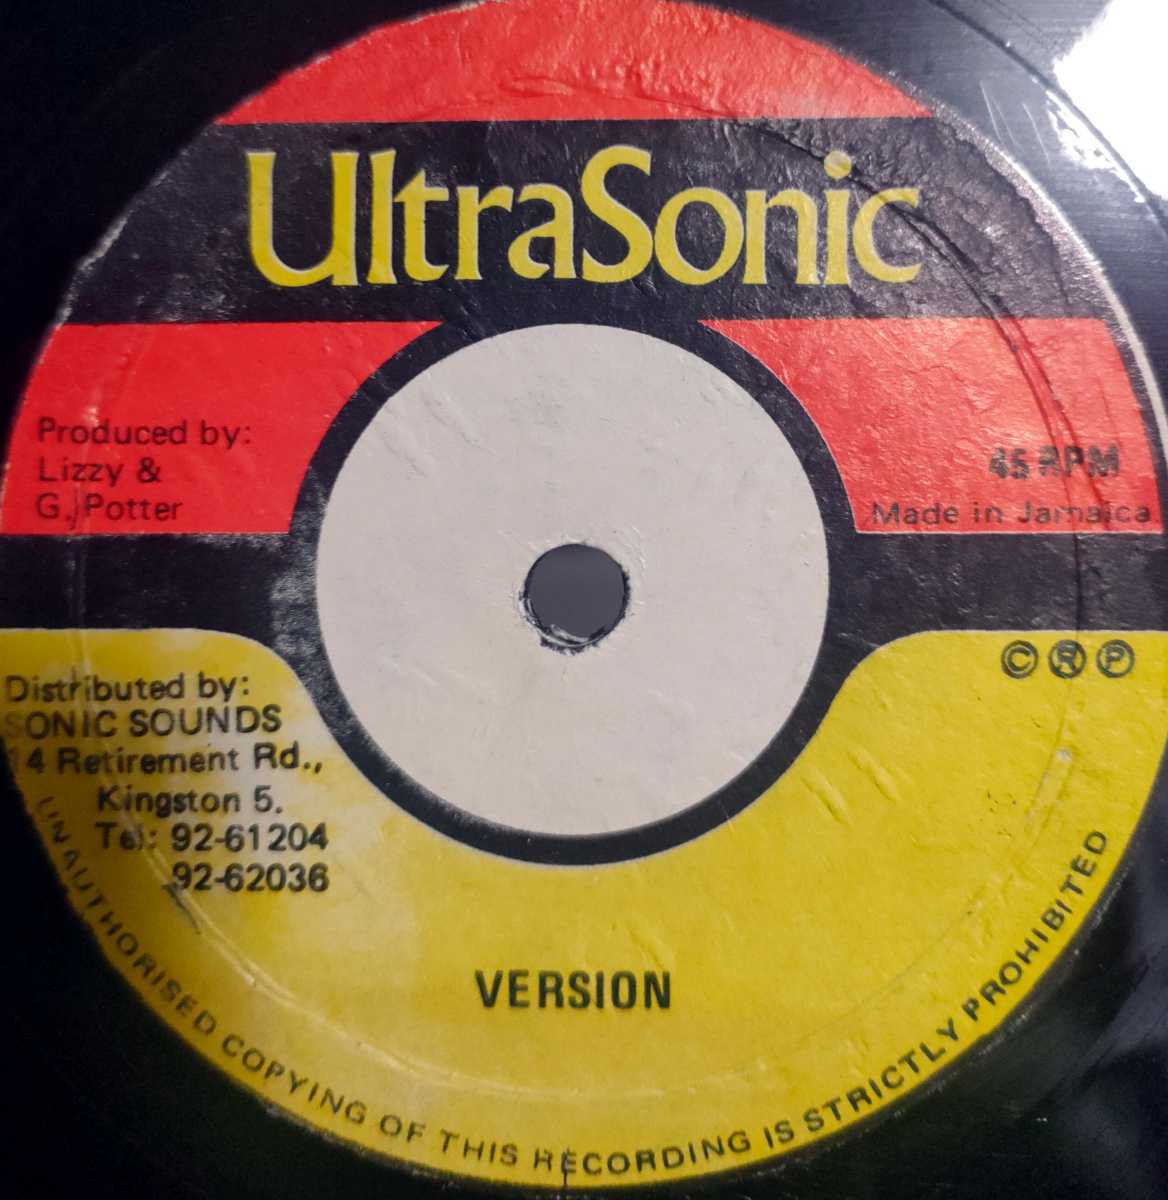 UltraSonic
Produced by:
Lizzy &
G. Potter
45 RPM
Made in Jamaica
Ⓒ Ⓡ Ⓟ
Distributed by:
SONIC SOUNDS
14 Retirement Rd.,
Kingston 5.
Tel: 92-61204
92-62036
VERSION
UNAUTHORISED COPYING OF THIS RECORDING IS STRICTLY PROHIBITED